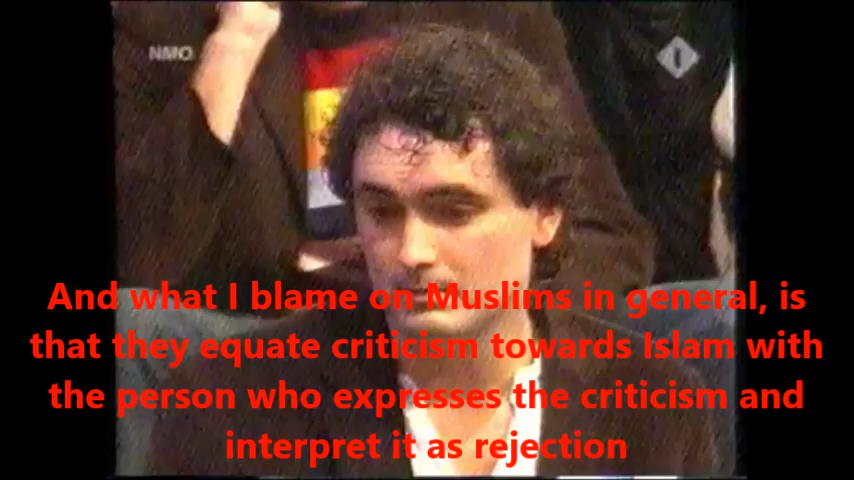 NMO
1
And what I blame on Muslims in general, is
that they equate criticism towards Islam with
the person who expresses the criticism and
interpret it as rejection